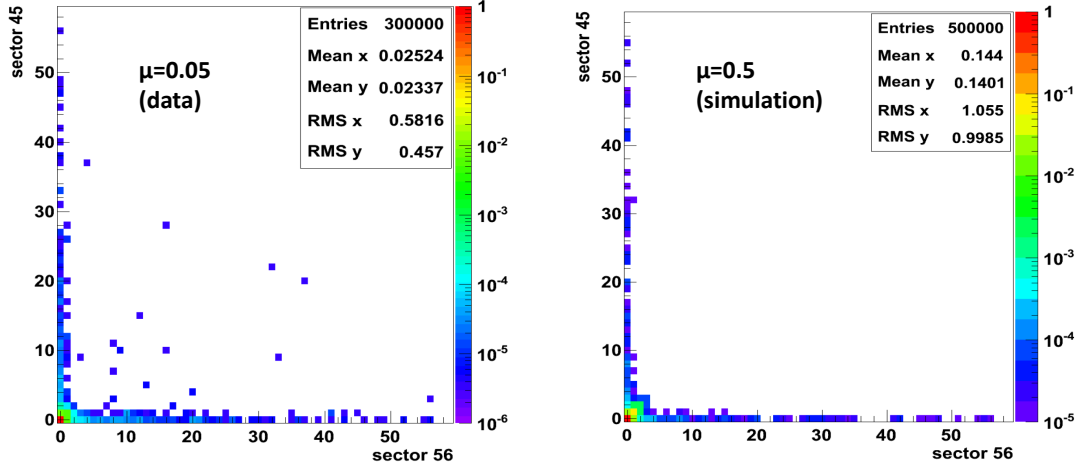 sector 45
50
40
30
20
10
0
0
10
20
30
40
50
sector 56
μ=0.05
(data)
Entries 300000
Mean x 0.02524
Mean y 0.02337
RMS x 0.5816
RMS y 0.457
1
10⁻¹
10⁻²
10⁻³
10⁻⁴
10⁻⁵
10⁻⁶
sector 45
50
40
30
20
10
0
0
10
20
30
40
50
sector 56
μ=0.5
(simulation)
Entries 500000
Mean x 0.144
Mean y 0.1401
RMS x 1.055
RMS y 0.9985
1
10⁻¹
10⁻²
10⁻³
10⁻⁴
10⁻⁵